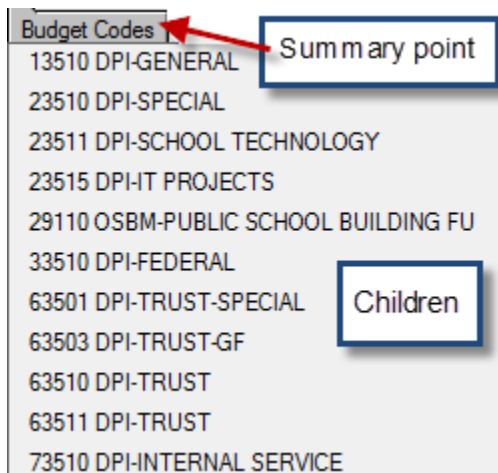 Budget Codes
Summary point
13510 DPI-GENERAL
23510 DPI-SPECIAL
23511 DPI-SCHOOL TECHNOLOGY
23515 DPI-IT PROJECTS
29110 OSBM-PUBLIC SCHOOL BUILDING FU
33510 DPI-FEDERAL
63501 DPI-TRUST-SPECIAL
Children
63503 DPI-TRUST-GF
63510 DPI-TRUST
63511 DPI-TRUST
73510 DPI-INTERNAL SERVICE